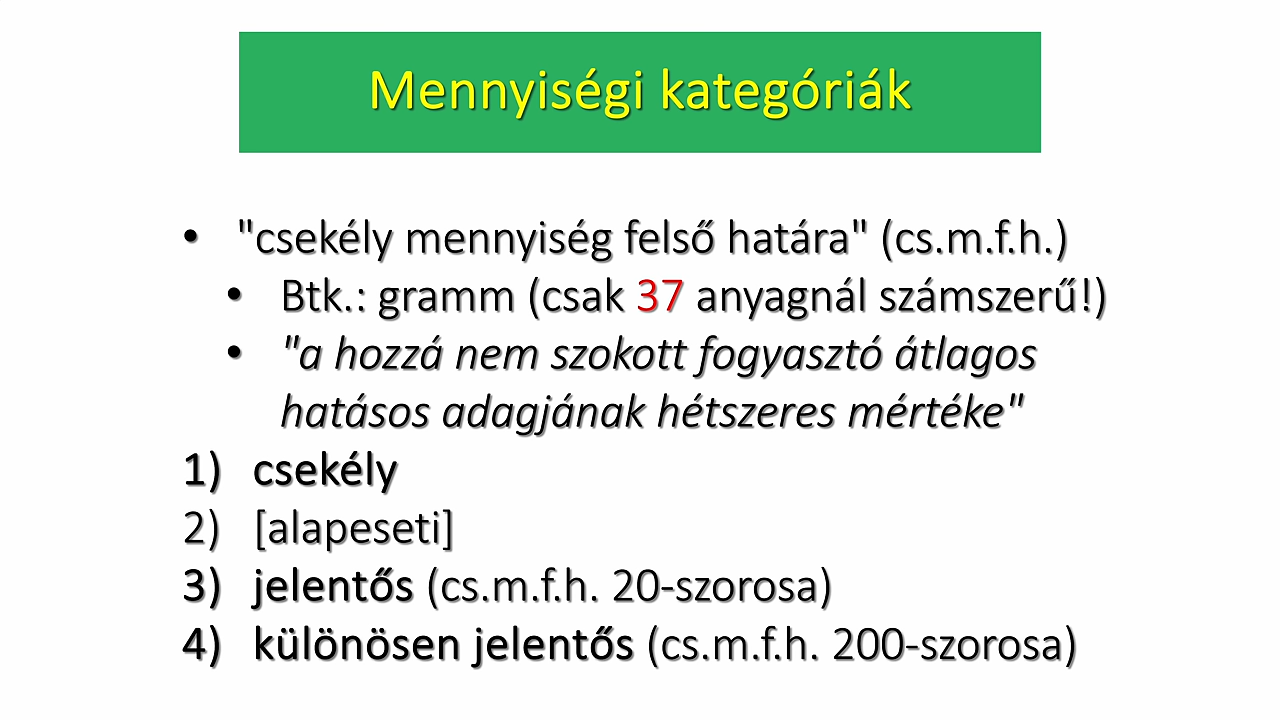 Mennyiségi kategóriák
• "csekély mennyiség felső határa" (cs.m.f.h.)
• Btk.: gramm (csak 37 anyagnál számszerű!)
• "a hozzá nem szokott fogyasztó átlagos
hatásos adagjának hétszeres mértéke"
1) csekély
2) [alapeseti]
3) jelentős (cs.m.f.h. 20-szorosa)
4) különösen jelentős (cs.m.f.h. 200-szorosa)